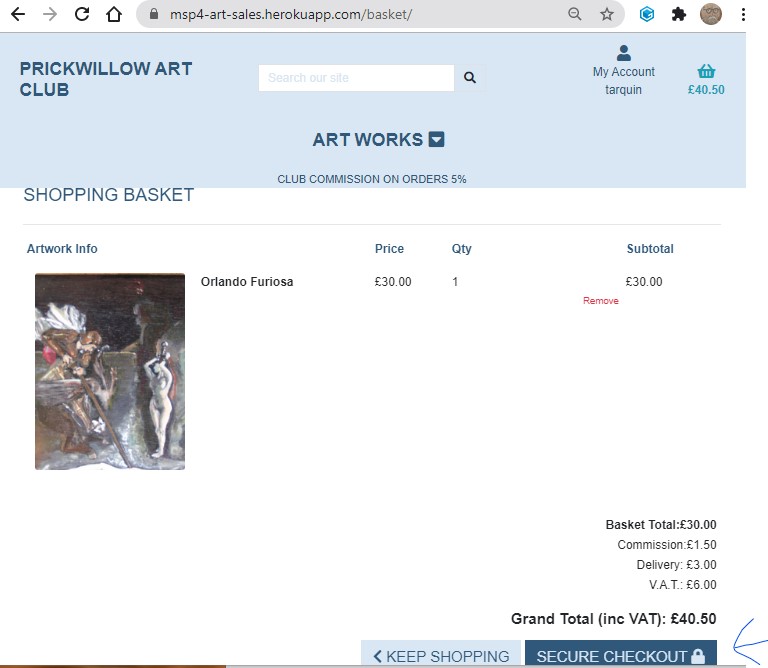 msp4-art-sales.herokuapp.com/basket/
PRICKWILLOW ART
CLUB
Search our site
My Account
tarquin
£40.50
ART WORKS
CLUB COMMISSION ON ORDERS 5%
SHOPPING BASKET
Artwork Info Price Qty Subtotal
Orlando Furiosa £30.00 1 £30.00
Remove
Basket Total:£30.00
Commission:£1.50
Delivery: £3.00
V.A.T.: £6.00
Grand Total (inc VAT): £40.50
KEEP SHOPPING SECURE CHECKOUT